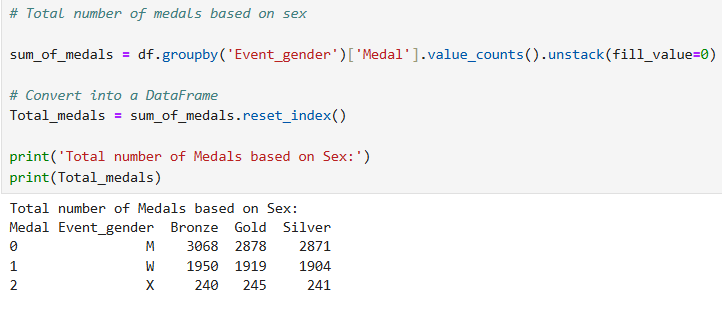 # Total number of medals based on sex
sum_of_medals = df.groupby('Event_gender')['Medal'].value_counts().unstack(fill_value=0)
# Convert into a DataFrame
Total_medals = sum_of_medals.reset_index()
print('Total number of Medals based on Sex:')
print(Total_medals)
Total number of Medals based on Sex:
Medal Event_gender  Bronze  Gold  Silver
0                M    3068  2878    2871
1                W    1950  1919    1904
2                X     240   245     241